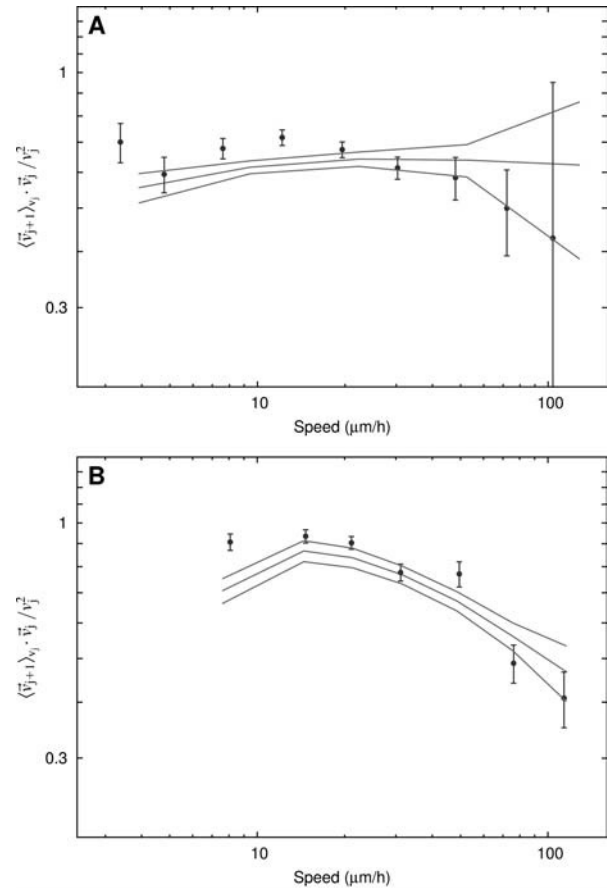 A
1
0.3
⟨v⃗ⱼ₊₁⟩ᵥⱼ · v⃗ⱼ /vⱼ²
10
100
Speed (μm/h)
B
1
0.3
⟨v⃗ⱼ₊₁⟩ᵥⱼ · v⃗ⱼ /vⱼ²
10
100
Speed (μm/h)